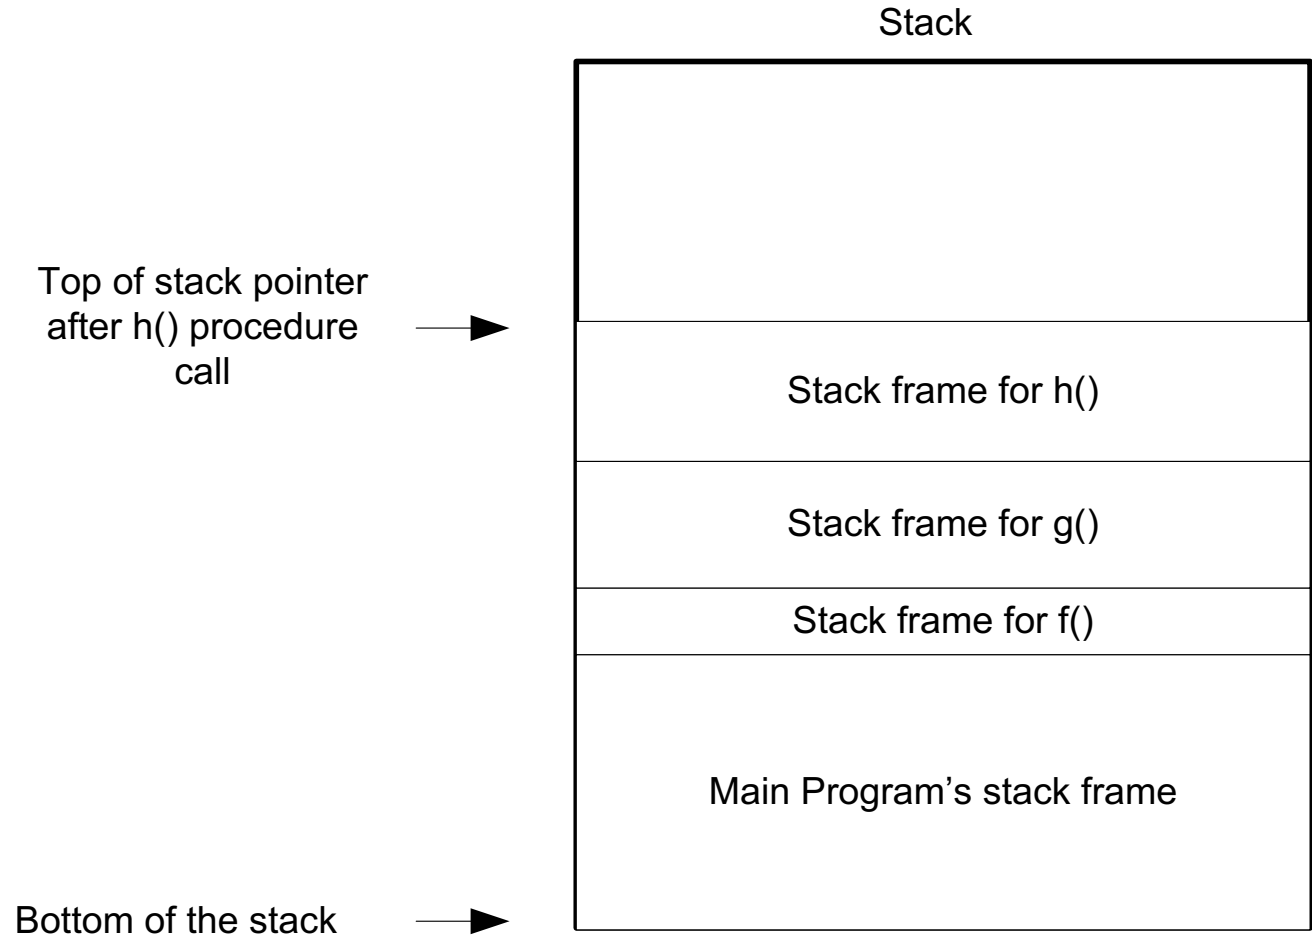 Stack
Top of stack pointer
after h() procedure
call
Stack frame for h()
Stack frame for g()
Stack frame for f()
Main Program’s stack frame
Bottom of the stack